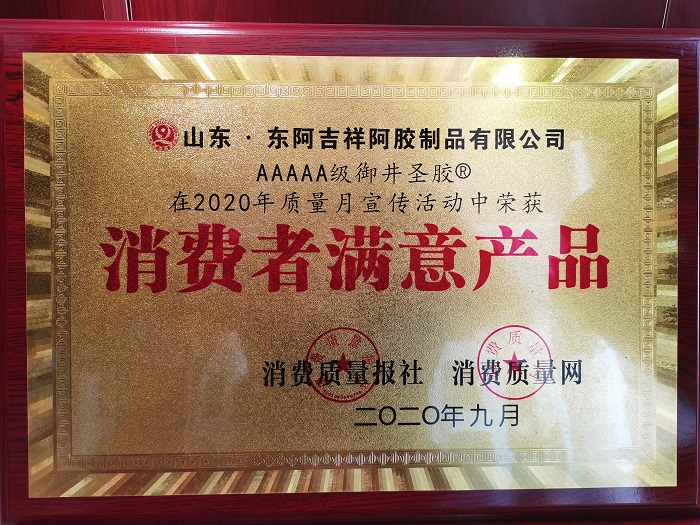 山东·东阿吉祥阿胶制品有限公司
AAAAA级御井圣胶®
在2020年质量月宣传活动中荣获
消费者满意产品
消费质量报社 消费质量网
二〇二〇年九月